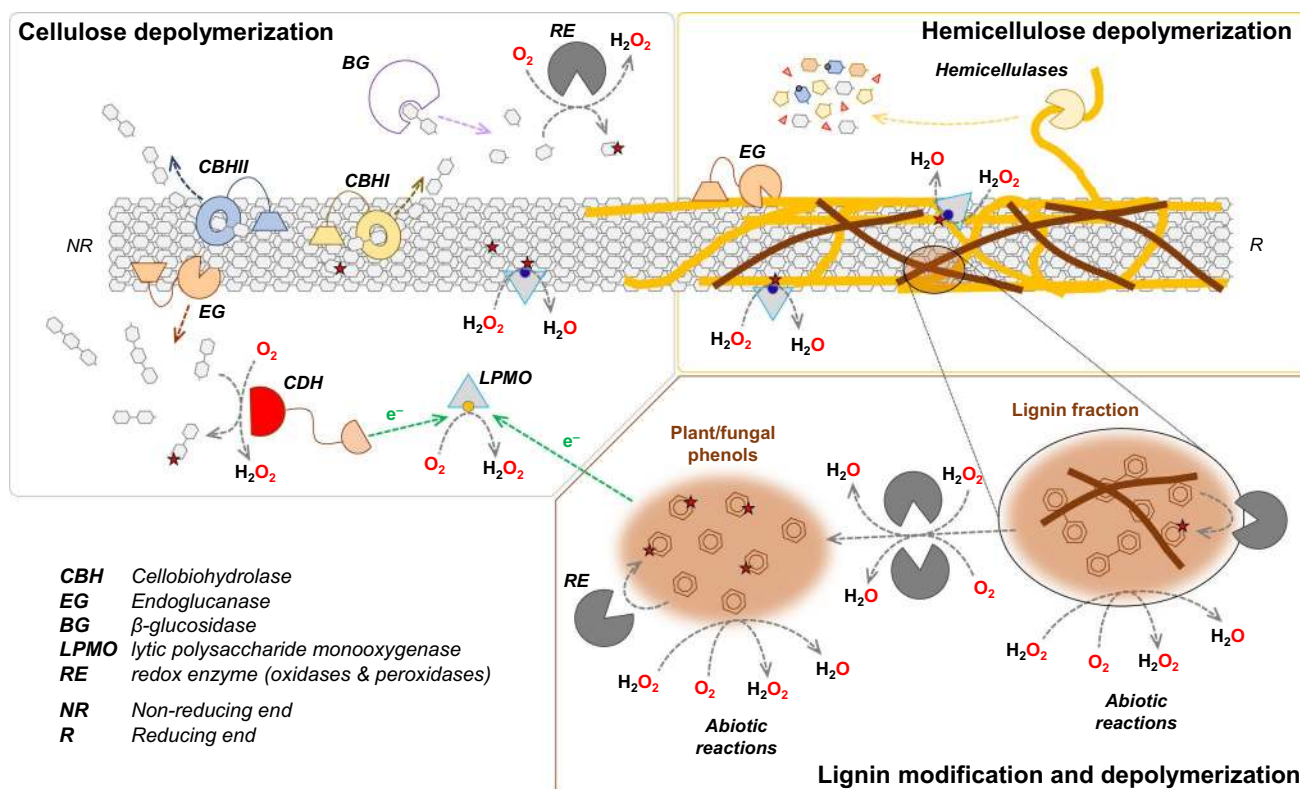 Cellulose depolymerization
BG
RE
O₂
H₂O₂
CBHII
CBHI
NR
EG
H₂O₂
H₂O
O₂
CDH
H₂O₂
e⁻
LPMO
O₂
H₂O₂
Hemicellulose depolymerization
Hemicellulases
EG
H₂O
H₂O₂
R
H₂O₂
H₂O
e⁻
Plant/fungal
phenols
RE
H₂O₂
O₂
H₂O₂
H₂O
Abiotic
reactions
H₂O
H₂O₂
H₂O
O₂
Lignin fraction
H₂O₂
O₂
H₂O₂
H₂O
Abiotic
reactions
Lignin modification and depolymerization
CBH Cellobiohydrolase
EG Endoglucanase
BG β-glucosidase
LPMO lytic polysaccharide monooxygenase
RE redox enzyme (oxidases & peroxidases)
NR Non-reducing end
R Reducing end